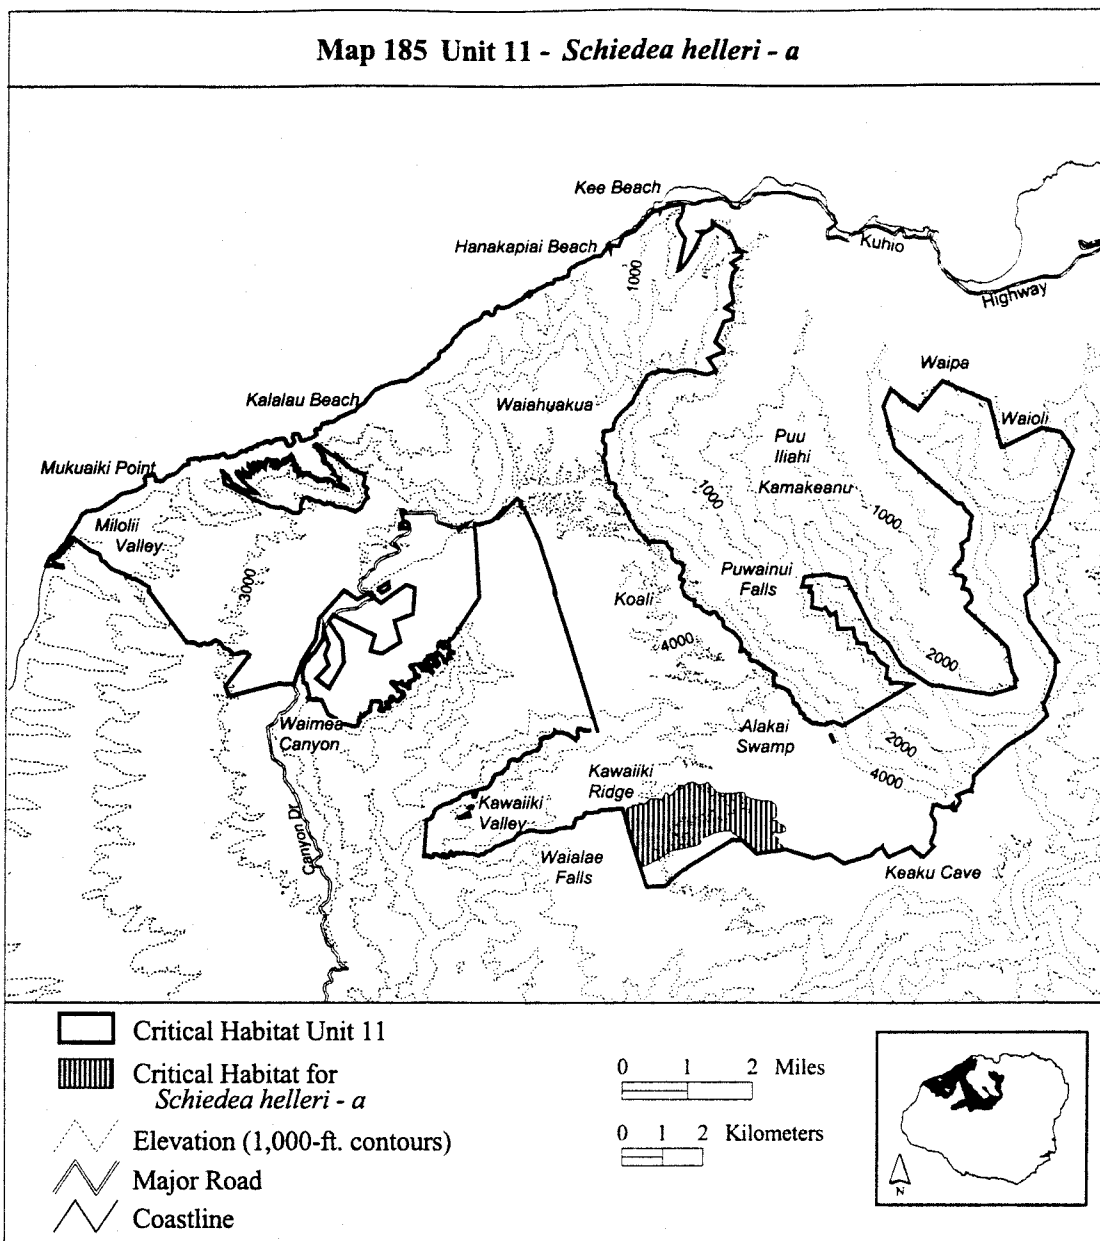 Map 185 Unit 11 - Schiedea helleri - a
Kee Beach
Hanakapiai Beach
Kuhio
Highway
1000
Waipa
Kalalau Beach
Waiahuakua
Waioli
Puu
Iliahi
Mukuaiki Point
Kamakeanu
1000
1000
Milolii
Valley
3000
Puwainui
Falls
Koali
4000
2000
Waimea
Canyon
Alakai
Swamp
2000
4000
Kawaiiki
Ridge
Kawaiiki
Valley
Canyon Dr
Waialae
Falls
Keaku Cave
Critical Habitat Unit 11
Critical Habitat for
Schiedea helleri - a
Elevation (1,000-ft. contours)
Major Road
Coastline
0 1 2 Miles
0 1 2 Kilometers
N